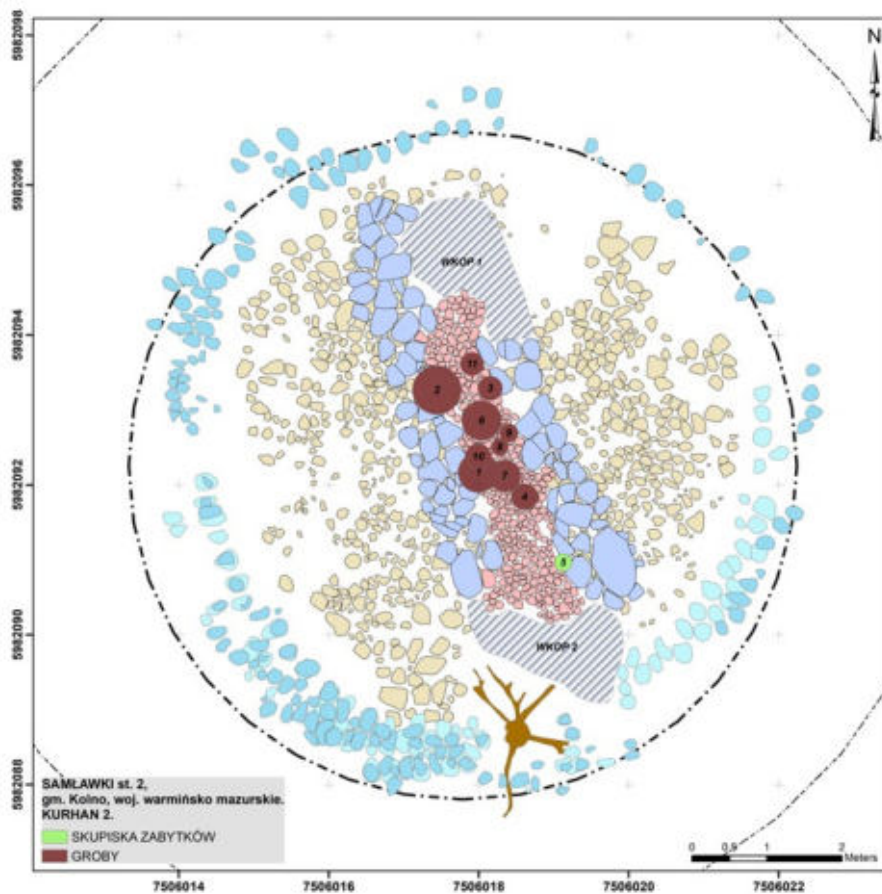 5982098
N
5982096
WKOP 1
5982094
11
2
3
6
9
8
10
1
7
4
5982092
5
5982090
WKOP 2
5982088
SAMŁAWKI st. 2,
gm. Kolno, woj. warmińsko mazurskie.
KURHAN 2.
SKUPISKA ZABYTKÓW
GROBY
0 0,5 1 2
Meters
7506014 7506016 7506018 7506020 7506022